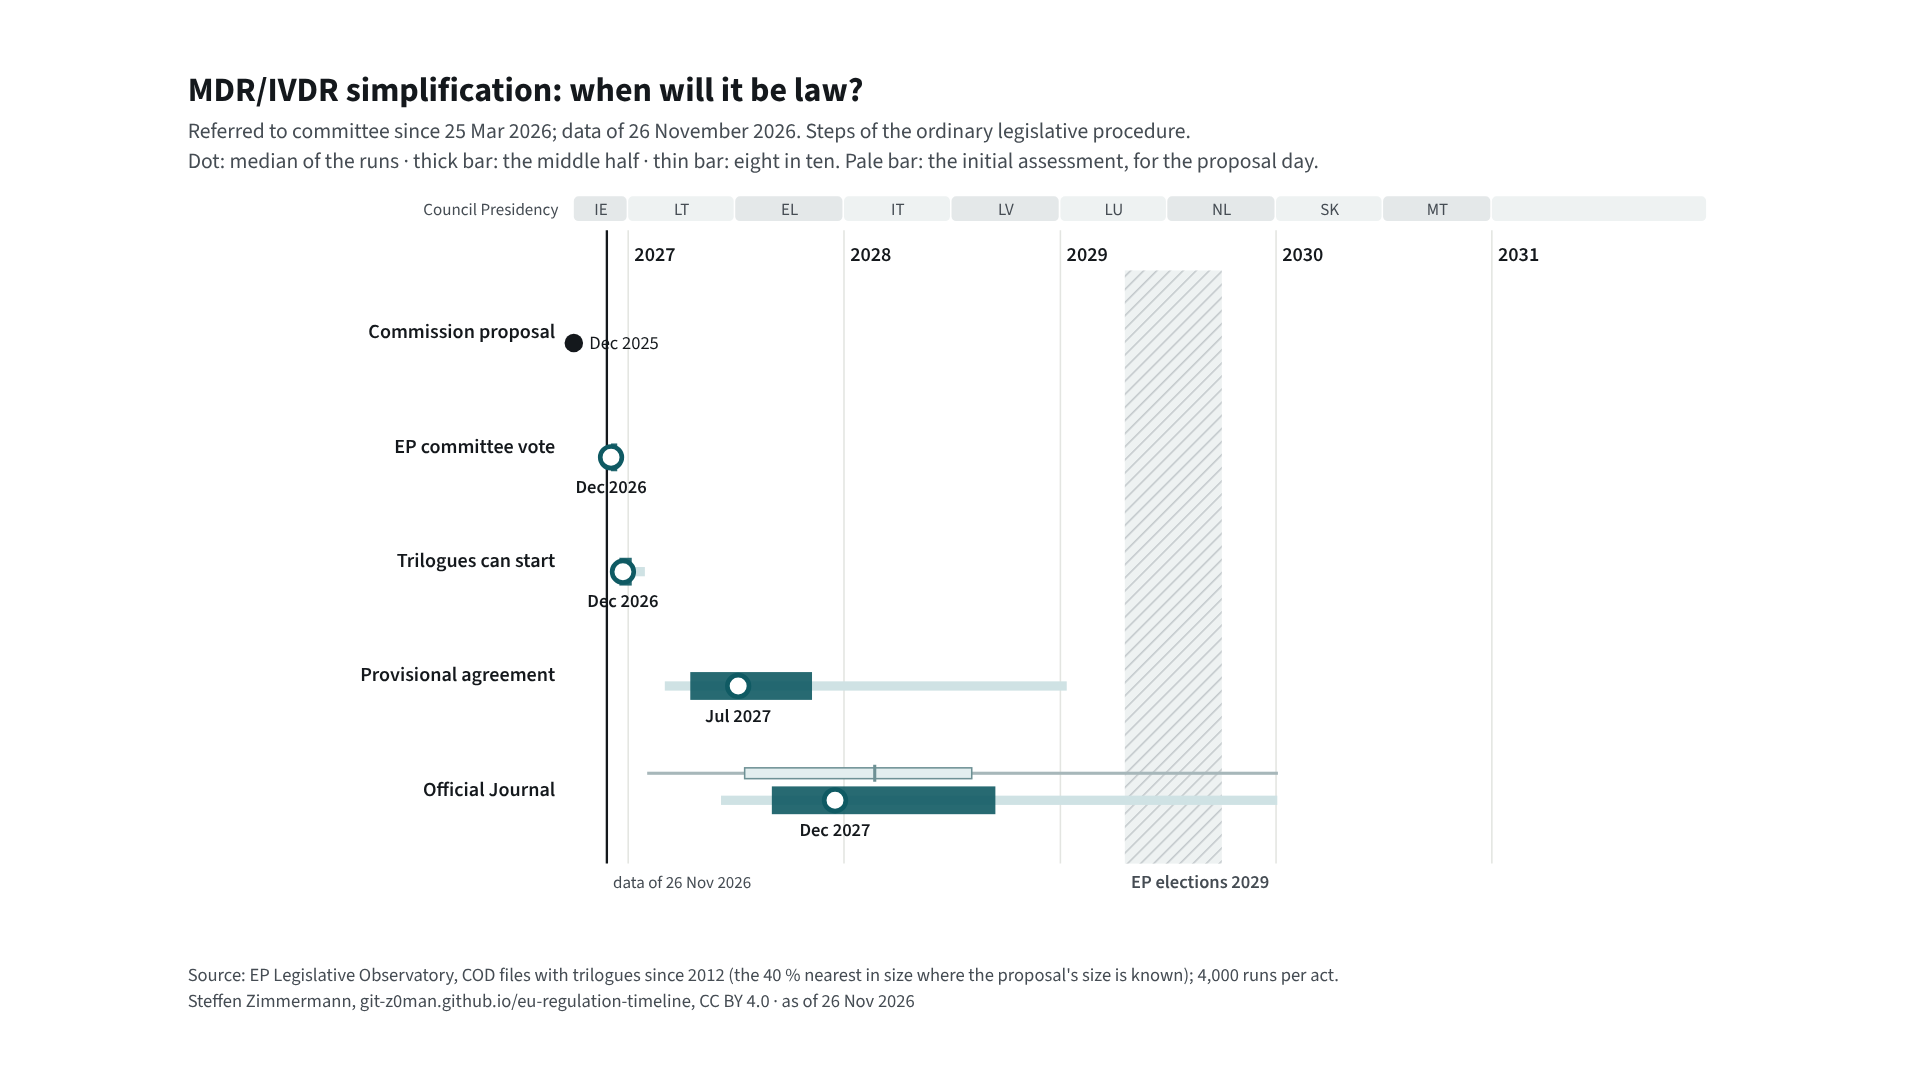 MDR/IVDR simplification: when will it be law?
Referred to committee since 25 Mar 2026; data of 26 November 2026. Steps of the ordinary legislative procedure.
Dot: median of the runs · thick bar: the middle half · thin bar: eight in ten. Pale bar: the initial assessment, for the proposal day.
Council Presidency IE LT EL IT LV LU NL SK MT
2027 2028 2029 2030 2031
Commission proposal
Dec 2025
EP committee vote
Dec 2026
Trilogues can start
Dec 2026
Provisional agreement
Jul 2027
Official Journal
Dec 2027
data of 26 Nov 2026 EP elections 2029
Source: EP Legislative Observatory, COD files with trilogues since 2012 (the 40 % nearest in size where the proposal's size is known); 4,000 runs per act.
Steffen Zimmermann, git-z0man.github.io/eu-regulation-timeline, CC BY 4.0 · as of 26 Nov 2026